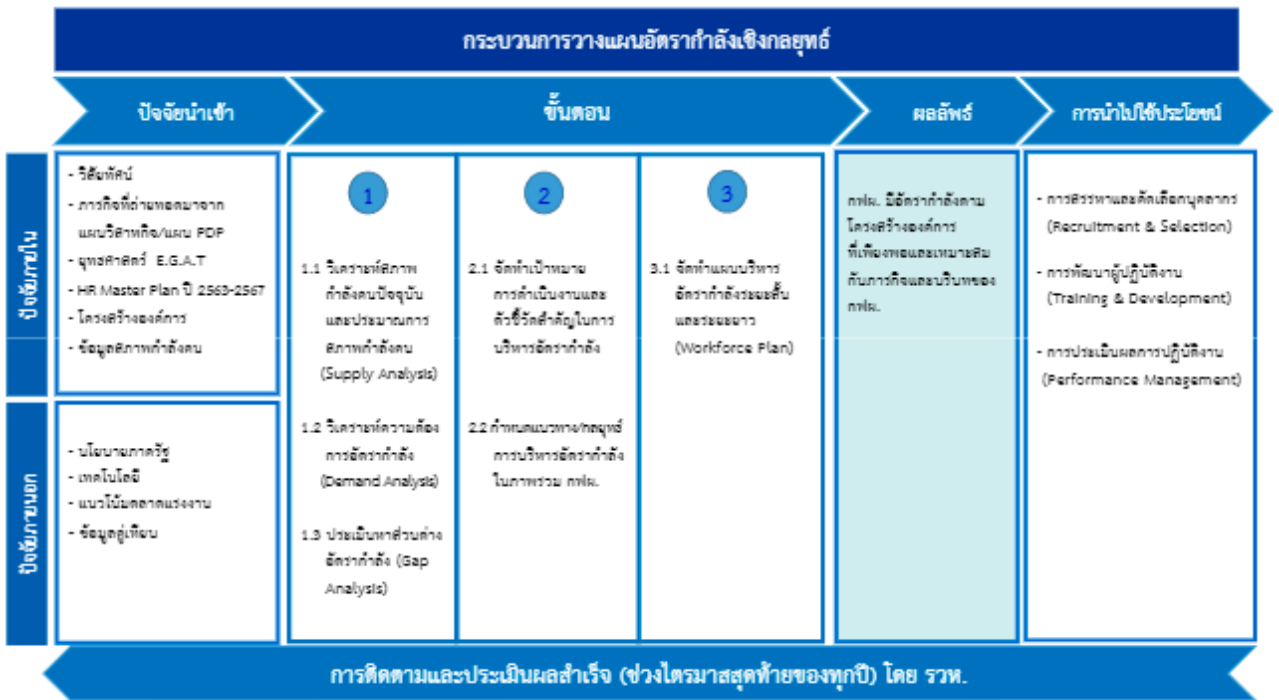 กระบวนการวางแผนอัตรากำลังเชิงกลยุทธ์
ปัจจัยนำเข้า
ขั้นตอน
ผลลัพธ์
การนำไปใช้ประโยชน์
ปัจจัยภายใน
- วิสัยทัศน์
- ภารกิจที่ถ่ายทอดมาจาก
แผนวิสาหกิจ/แผน PDP
- ยุทธศาสตร์ E.G.A.T
- HR Master Plan ปี 2563-2567
- โครงสร้างองค์การ
- ข้อมูลสภาพกำลังคน
ปัจจัยภายนอก
- นโยบายภาครัฐ
- เทคโนโลยี
- แนวโน้มตลาดแรงงาน
- ข้อมูลคู่เทียบ
1
1.1 วิเคราะห์สภาพ
กำลังคนปัจจุบัน
และประมาณการ
สภาพกำลังคน
(Supply Analysis)
1.2 วิเคราะห์ความต้อง
การอัตรากำลัง
(Demand Analysis)
1.3 ประเมินหาส่วนต่าง
อัตรากำลัง (Gap
Analysis)
2
2.1 จัดทำเป้าหมาย
การดำเนินงานและ
ตัวชี้วัดสำคัญในการ
บริหารอัตรากำลัง
2.2 กำหนดแนวทาง/กลยุทธ์
การบริหารอัตรากำลัง
ในภาพรวม กฟผ.
3
3.1 จัดทำแผนบริหาร
อัตรากำลังระยะสั้น
และระยะยาว
(Workforce Plan)
กฟผ. มีอัตรากำลังตาม
โครงสร้างองค์การ
ที่เพียงพอและเหมาะสม
กับภารกิจและบริบทของ
กฟผ.
- การสรรหาและคัดเลือกบุคลากร
(Recruitment & Selection)
- การพัฒนาผู้ปฏิบัติงาน
(Training & Development)
- การประเมินผลการปฏิบัติงาน
(Performance Management)
การติดตามและประเมินผลสำเร็จ (ช่วงไตรมาสสุดท้ายของทุกปี) โดย รวห.